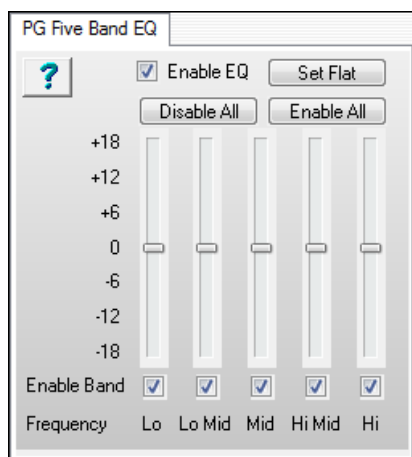 PG Five Band EQ
? Enable EQ Set Flat
Disable All Enable All
+18
+12
+6
0
-6
-12
-18
Enable Band
Frequency Lo Lo Mid Mid Hi Mid Hi